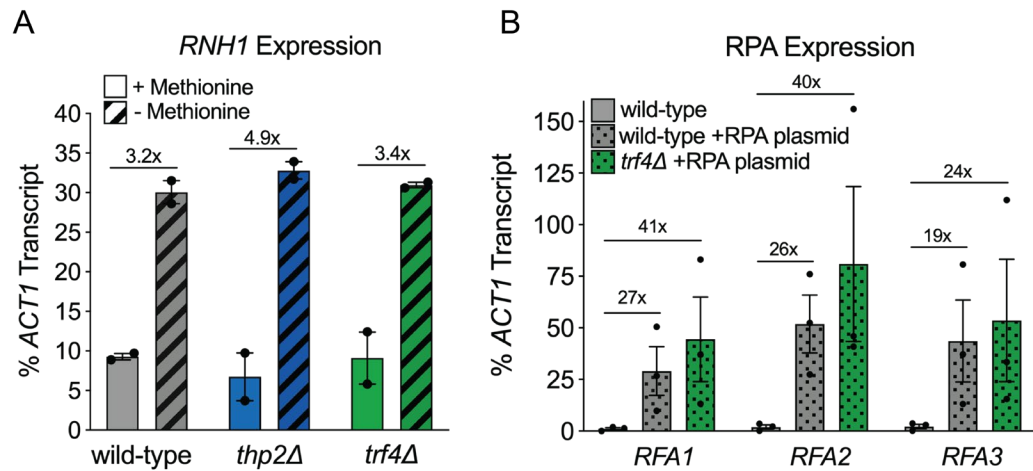 A
RNH1 Expression
+ Methionine
- Methionine
% ACT1 Transcript
40
35
30
25
20
15
10
5
0
3.2x
4.9x
3.4x
wild-type
thp2Δ
trf4Δ
B
RPA Expression
wild-type
wild-type +RPA plasmid
trf4Δ +RPA plasmid
% ACT1 Transcript
150
125
100
75
50
25
0
27x
41x
26x
40x
19x
24x
RFA1
RFA2
RFA3